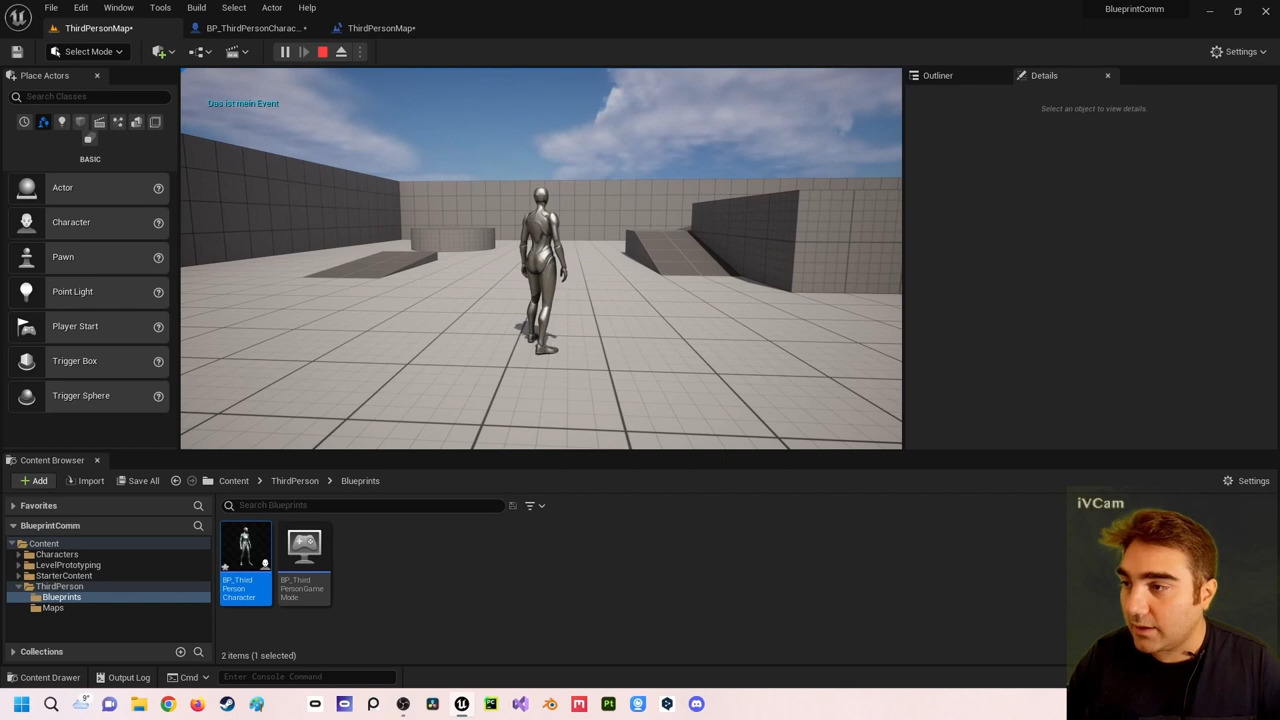 File Edit Window Tools Build Select Actor Help
BlueprintComm
ThirdPersonMap*
BP_ThirdPersonCharac...*
ThirdPersonMap*
Select Mode
Settings
Place Actors
Outliner
Details
Search Classes
Das ist mein Event
Select an object to view details.
BASIC
Actor
Character
Pawn
Point Light
Player Start
Trigger Box
Trigger Sphere
Content Browser
Add
Import
Save All
Content
ThirdPerson
Blueprints
Settings
Favorites
Search Blueprints
BlueprintComm
Content
Characters
LevelPrototyping
StarterContent
ThirdPerson
Blueprints
Maps
BP_Third
Person
Character
BP_Third
PersonGame
Mode
iVCam
Collections
2 items (1 selected)
Content Drawer
Output Log
Cmd
Enter Console Command
9°